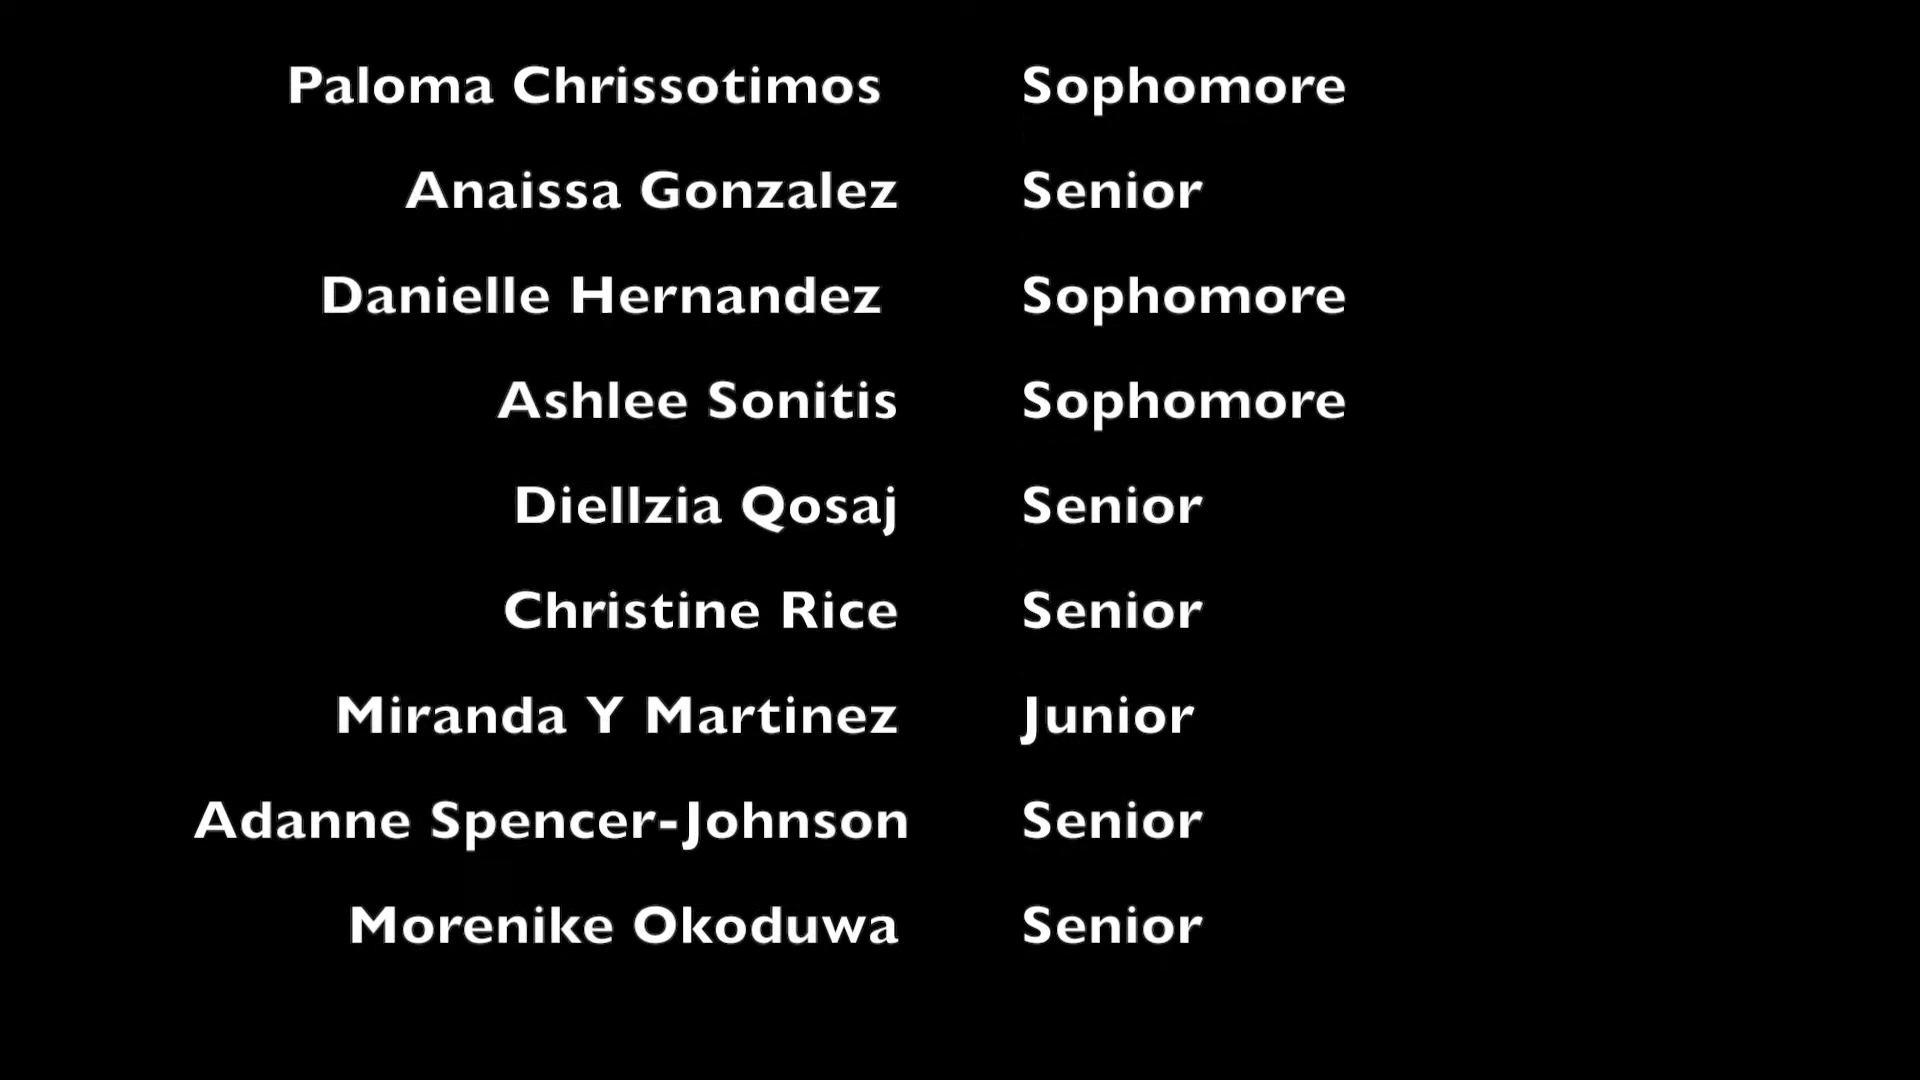 Paloma Chrissotimos Sophomore
Anaissa Gonzalez Senior
Danielle Hernandez Sophomore
Ashlee Sonitis Sophomore
Diellzia Qosaj Senior
Christine Rice Senior
Miranda Y Martinez Junior
Adanne Spencer-Johnson Senior
Morenike Okoduwa Senior